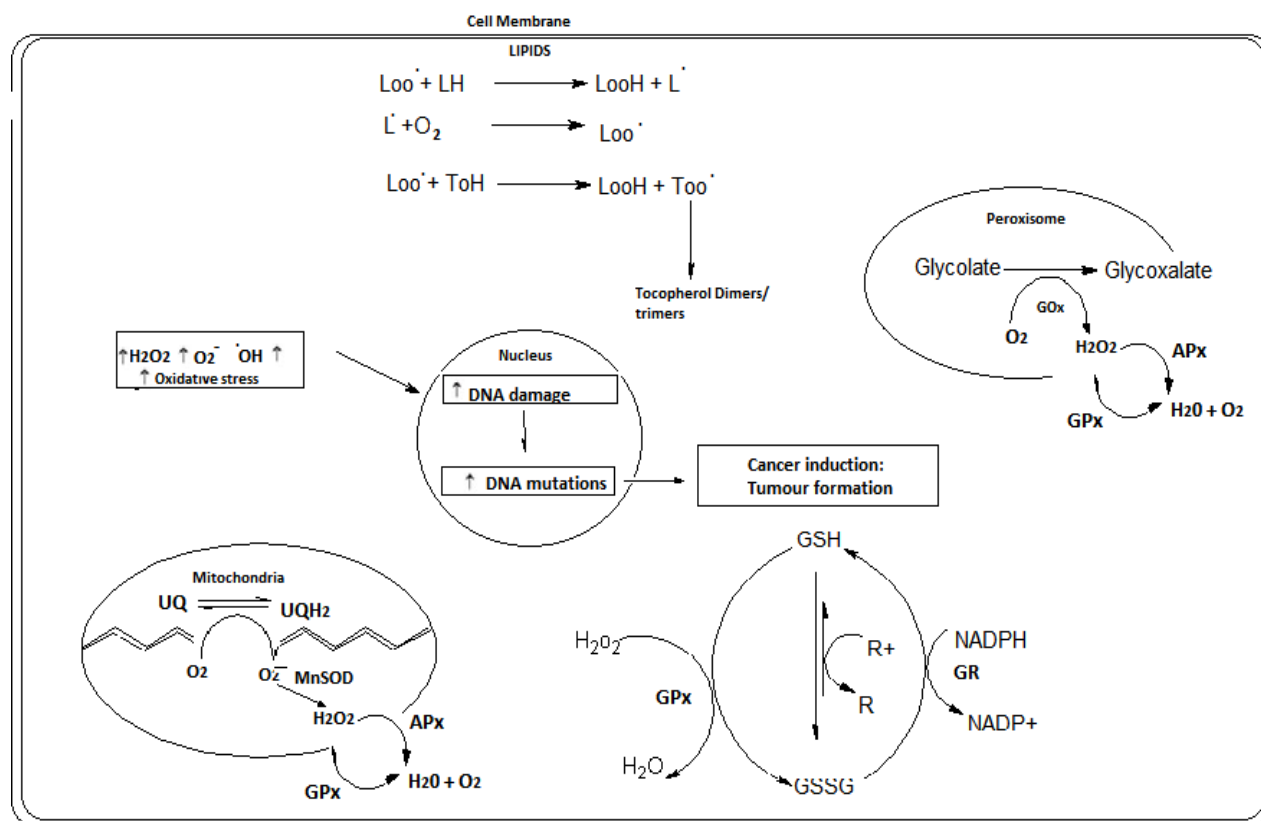 Cell Membrane
LIPIDS
Loo˙ + LH → LooH + L˙
L˙ + O₂ → Loo˙
Loo˙ + ToH → LooH + Too˙
Tocopherol Dimers/
trimers
Peroxisome
Glycolate → Glycoxalate
GOx
O₂
H₂O₂
APx
GPx
H₂0 + O₂
↑H2O2 ↑ O₂⁻ ˙OH ↑
↑ Oxidative stress
Nucleus
↑ DNA damage
↑ DNA mutations
Cancer induction:
Tumour formation
Mitochondria
UQ
UQH₂
O₂
O₂⁻
MnSOD
H₂O₂
APx
GPx
H₂0 + O₂
GSH
H₂o₂
R+
NADPH
GR
GPx
R
NADP+
H₂O
GSSG